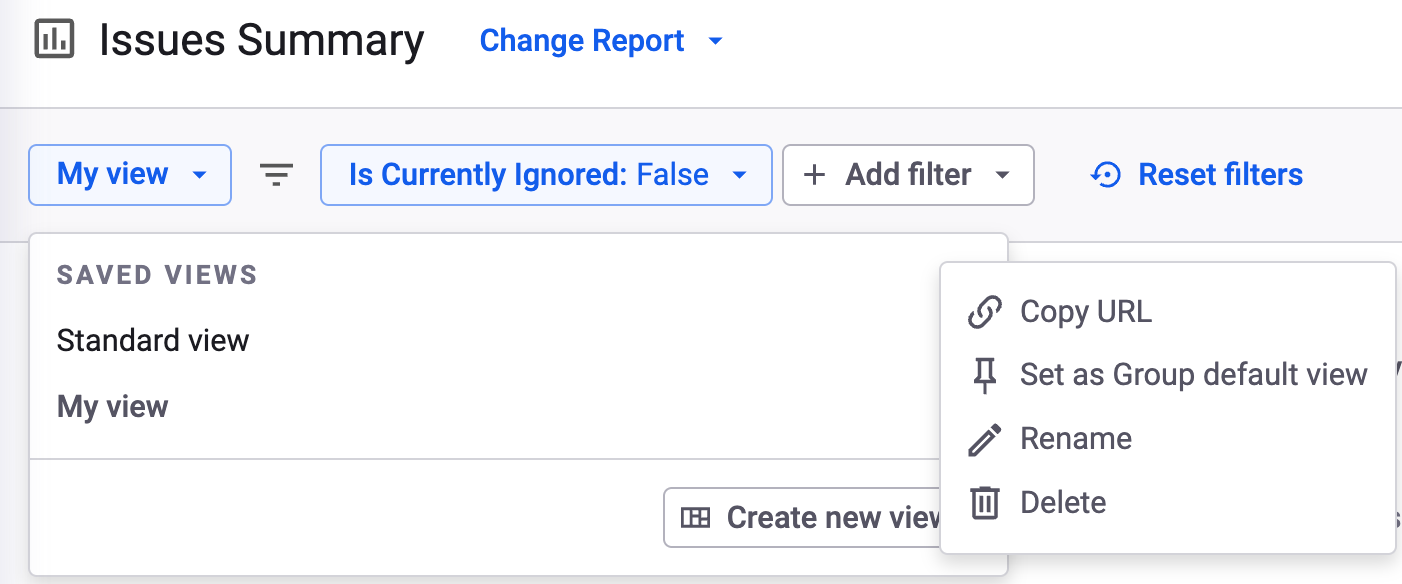 Issues Summary
Change Report
My view
Is Currently Ignored: False
Add filter
Reset filters
SAVED VIEWS
Standard view
My view
Create new view
Copy URL
Set as Group default view
Rename
Delete